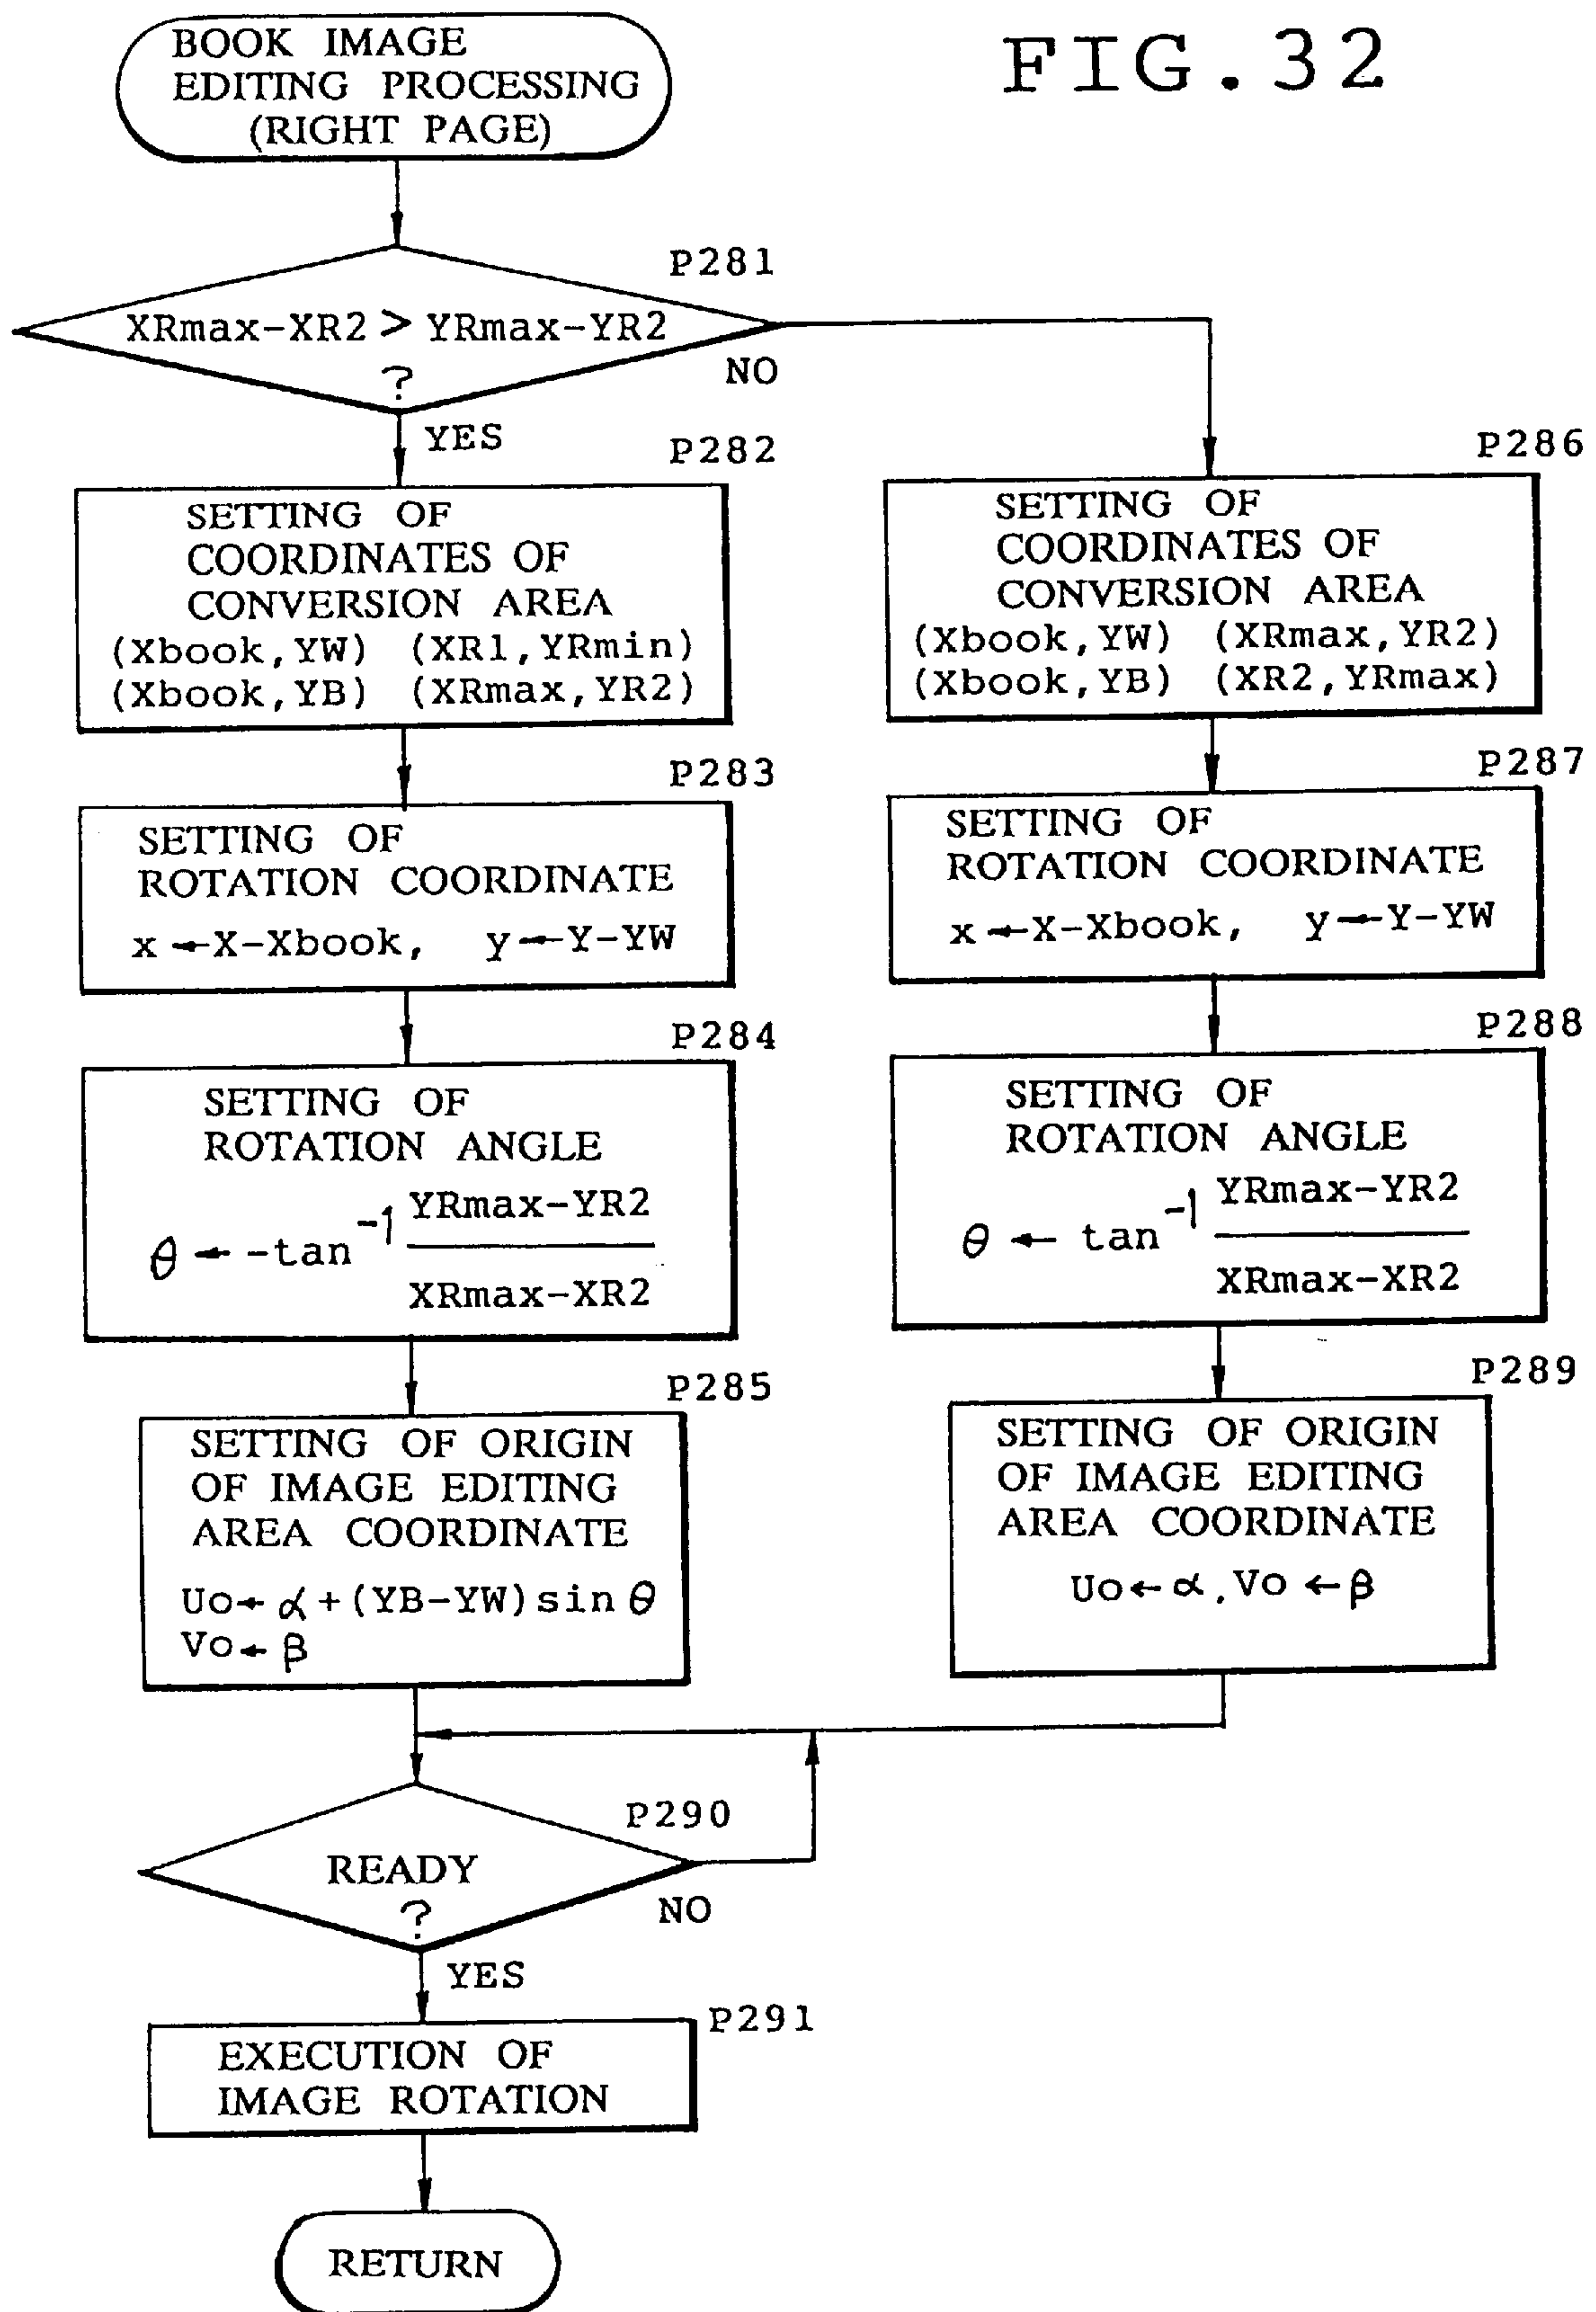 FIG.32
BOOK IMAGE
EDITING PROCESSING
(RIGHT PAGE)
P281
XRmax-XR2 > YRmax-YR2
?
NO
YES
P282
SETTING OF
COORDINATES OF
CONVERSION AREA
(Xbook,YW) (XR1,YRmin)
(Xbook,YB) (XRmax,YR2)
P283
SETTING OF
ROTATION COORDINATE
x←X-Xbook, y←Y-YW
P284
SETTING OF
ROTATION ANGLE
θ ← -tan⁻¹
YRmax-YR2
XRmax-XR2
P285
SETTING OF ORIGIN
OF IMAGE EDITING
AREA COORDINATE
Uo← α+(YB-YW)sin θ
Vo← β
P286
SETTING OF
COORDINATES OF
CONVERSION AREA
(Xbook,YW) (XRmax,YR2)
(Xbook,YB) (XR2,YRmax)
P287
SETTING OF
ROTATION COORDINATE
x←X-Xbook, y←Y-YW
P288
SETTING OF
ROTATION ANGLE
θ ← tan⁻¹
YRmax-YR2
XRmax-XR2
P289
SETTING OF ORIGIN
OF IMAGE EDITING
AREA COORDINATE
Uo←α, Vo ←β
P290
READY
?
NO
YES
P291
EXECUTION OF
IMAGE ROTATION
RETURN